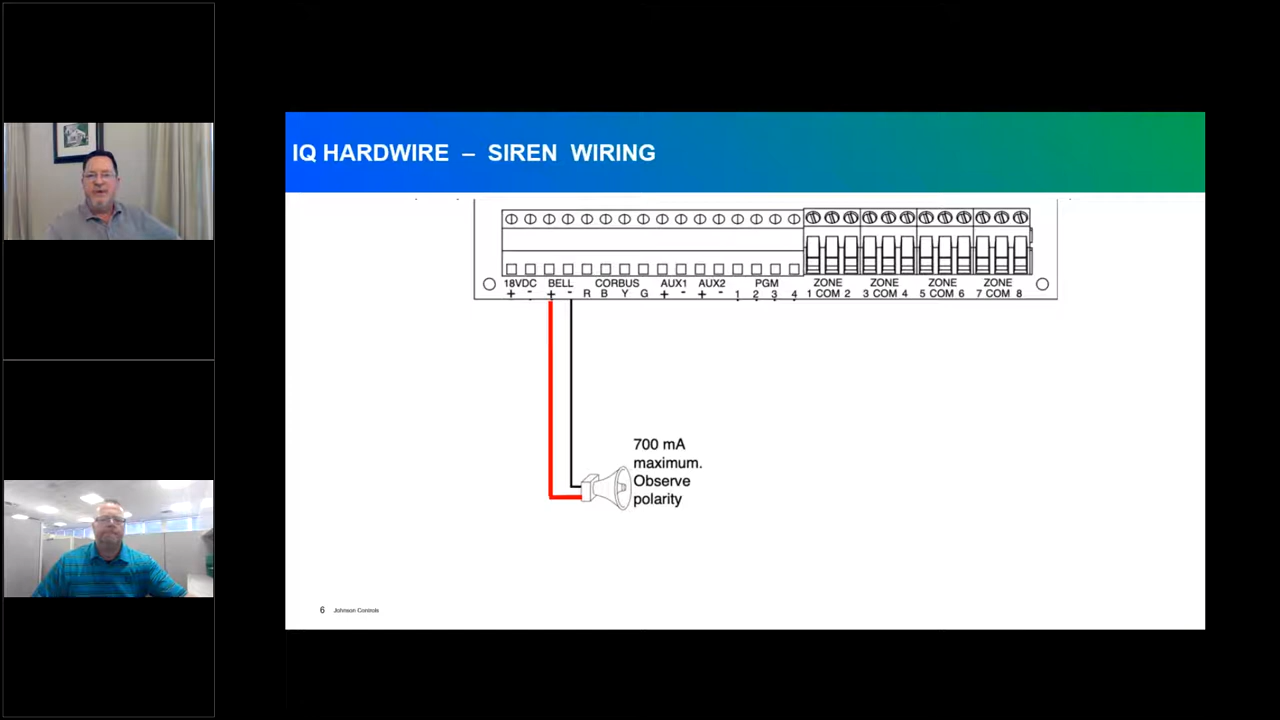 IQ HARDWIRE – SIREN WIRING
18VDC BELL CORBUS AUX1 AUX2 PGM ZONE ZONE ZONE ZONE
+ - + - R B Y G + - + - 1 2 3 4 1 COM 2 3 COM 4 5 COM 6 7 COM 8
700 mA
maximum.
Observe
polarity
6 Johnson Controls